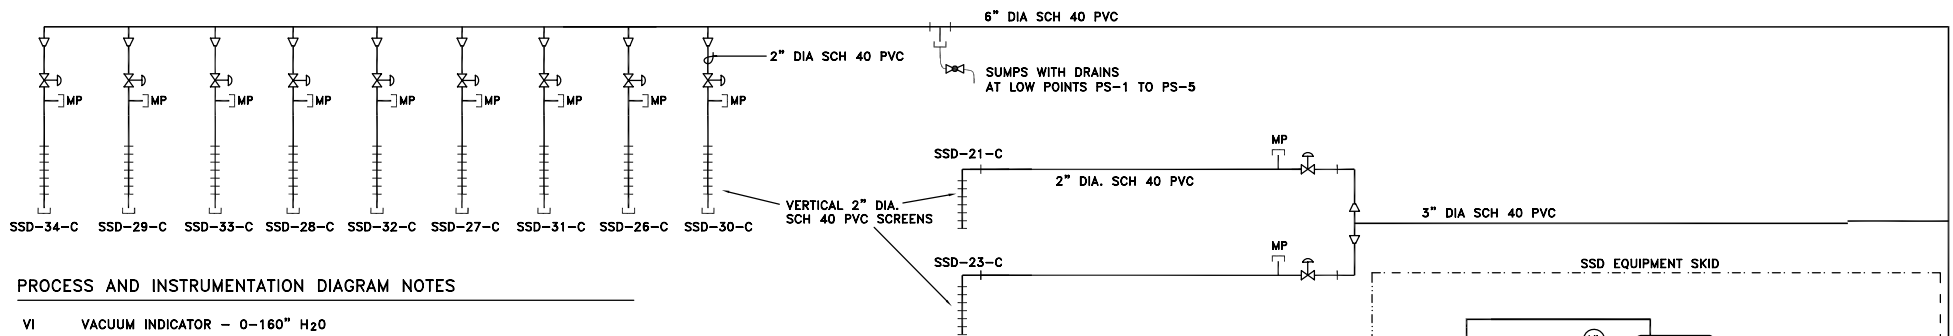 6" DIA SCH 40 PVC
2" DIA SCH 40 PVC
SUMPS WITH DRAINS
AT LOW POINTS PS-1 TO PS-5
MP MP MP MP MP MP MP MP MP
MP
SSD-21-C
2" DIA. SCH 40 PVC
VERTICAL 2" DIA.
SCH 40 PVC SCREENS
3" DIA SCH 40 PVC
SSD-34-C SSD-29-C SSD-33-C SSD-28-C SSD-32-C SSD-27-C SSD-31-C SSD-26-C SSD-30-C
MP
SSD-23-C
SSD EQUIPMENT SKID
PROCESS AND INSTRUMENTATION DIAGRAM NOTES
VI VACUUM INDICATOR - 0-160" H2O